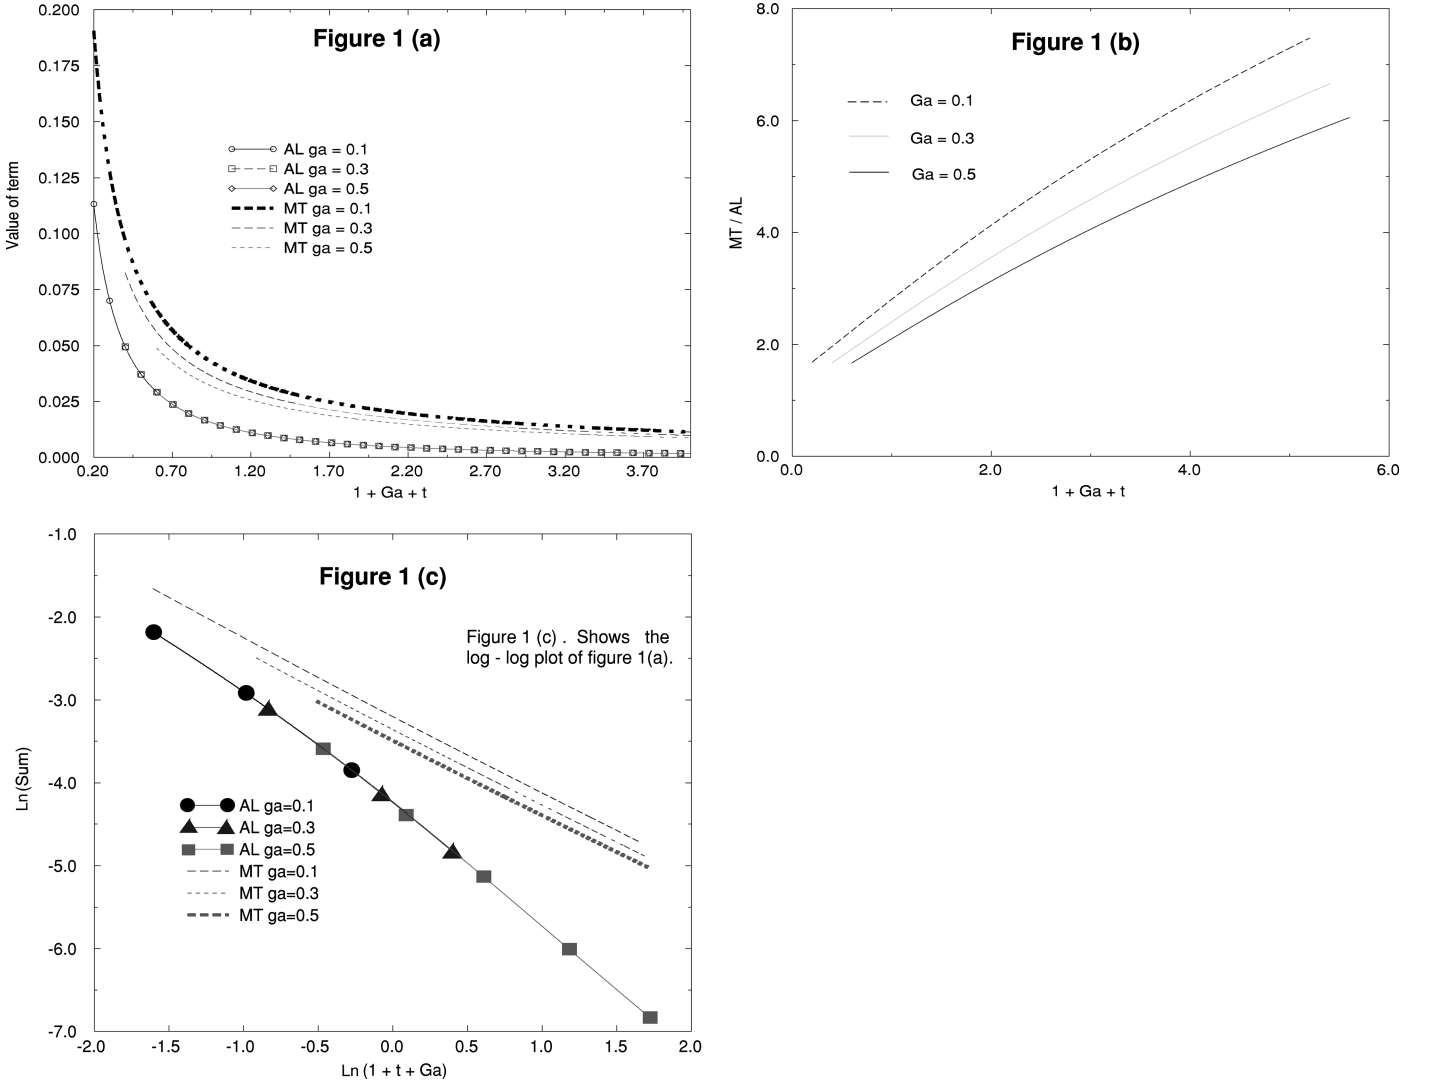 Figure 1 (a)
0.200
0.175
0.150
0.125
0.100
0.075
0.050
0.025
0.000
Value of term
AL ga = 0.1
AL ga = 0.3
AL ga = 0.5
MT ga = 0.1
MT ga = 0.3
MT ga = 0.5
0.20 0.70 1.20 1.70 2.20 2.70 3.20 3.70
1 + Ga + t
Figure 1 (b)
8.0
6.0
4.0
2.0
0.0
MT / AL
Ga = 0.1
Ga = 0.3
Ga = 0.5
0.0 2.0 4.0 6.0
1 + Ga + t
Figure 1 (c)
Figure 1 (c) . Shows the
log - log plot of figure 1(a).
-1.0
-2.0
-3.0
-4.0
-5.0
-6.0
-7.0
Ln (Sum)
AL ga=0.1
AL ga=0.3
AL ga=0.5
MT ga=0.1
MT ga=0.3
MT ga=0.5
-2.0 -1.5 -1.0 -0.5 0.0 0.5 1.0 1.5 2.0
Ln (1 + t + Ga)